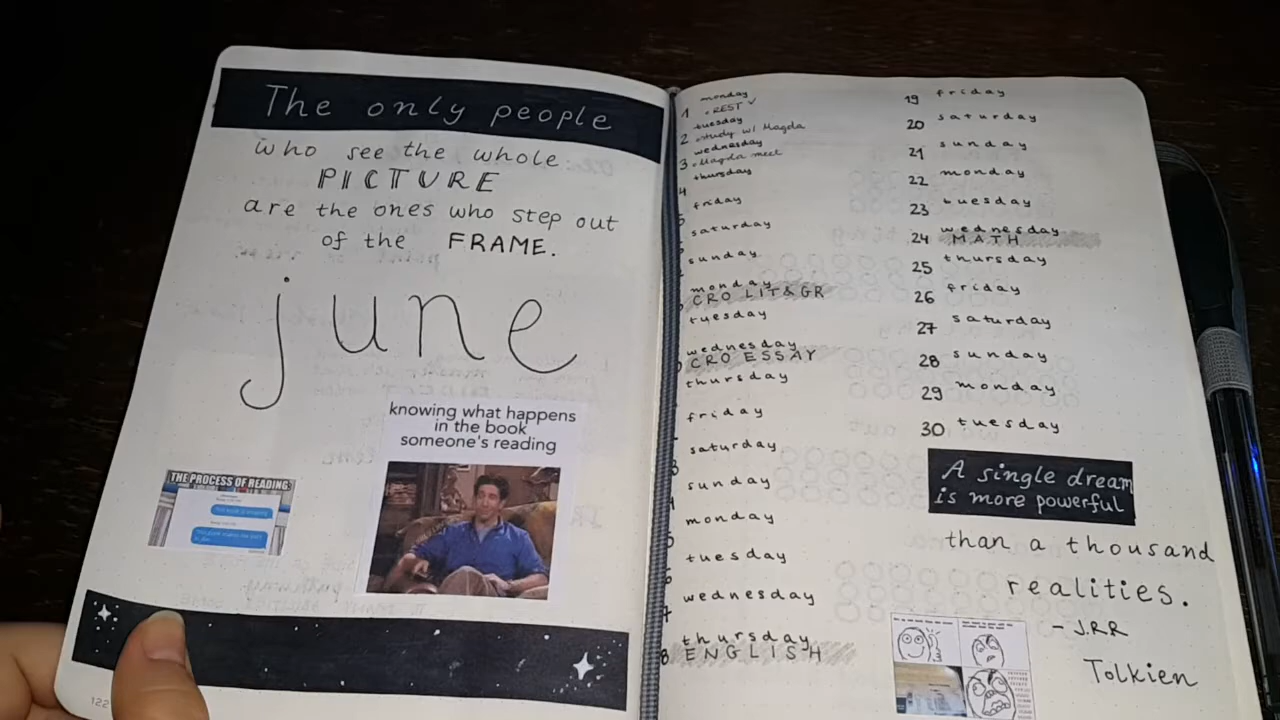 The only people
who see the whole
PICTURE
are the ones who step out
of the FRAME.
june
knowing what happens
in the book
someone's reading
THE PROCESS OF READING:
122
monday
1 • REST ✓
tuesday
2 • study w/ Magda
wednesday
3 • Magda meet
thursday
4
friday
saturday
sunday
monday
CRO LIT&GR
tuesday
wednesday
CRO ESSAY
thursday
friday
saturday
sunday
monday
tuesday
wednesday
thursday
8 ENGLISH
19 friday
20 saturday
21 sunday
22 monday
23 tuesday
24 wednesday
MATH
25 thursday
26 friday
27 saturday
28 sunday
29 monday
30 tuesday
A single dream
is more powerful
than a thousand
realities.
- J.R.R
Tolkien